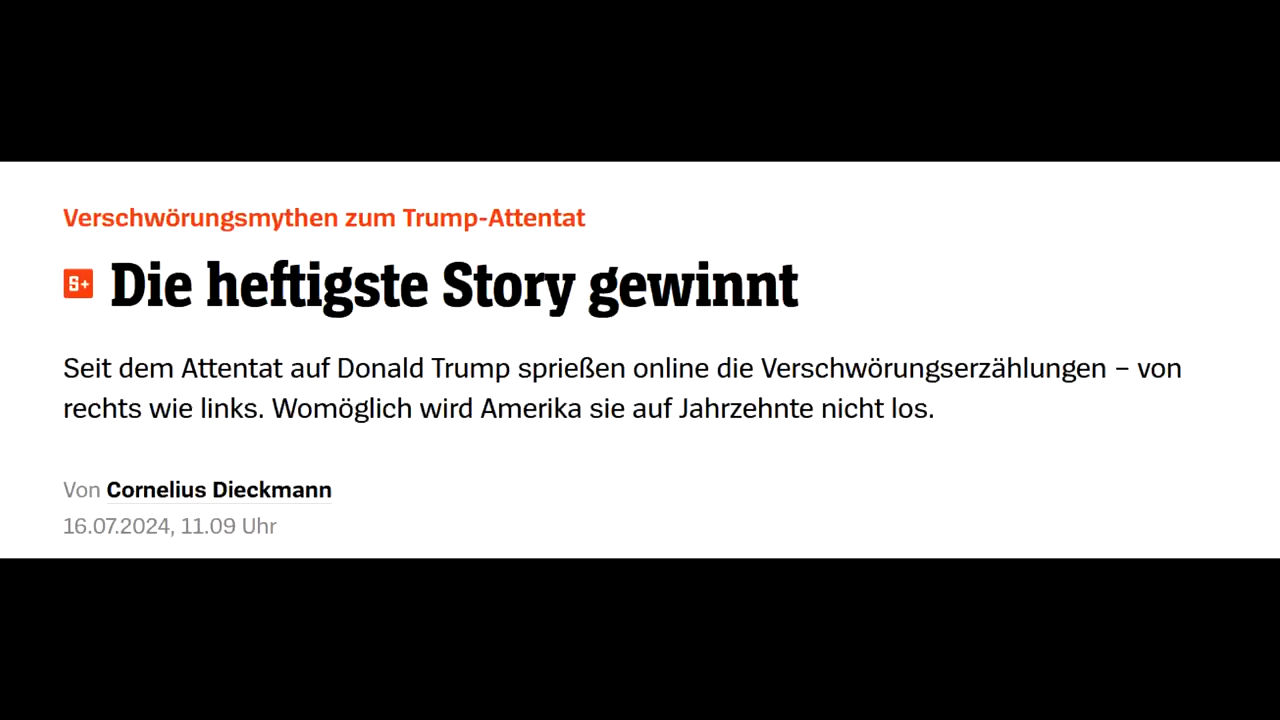 Verschwörungsmythen zum Trump-Attentat
S+ Die heftigste Story gewinnt
Seit dem Attentat auf Donald Trump sprießen online die Verschwörungserzählungen – von
rechts wie links. Womöglich wird Amerika sie auf Jahrzehnte nicht los.
Von Cornelius Dieckmann
16.07.2024, 11.09 Uhr